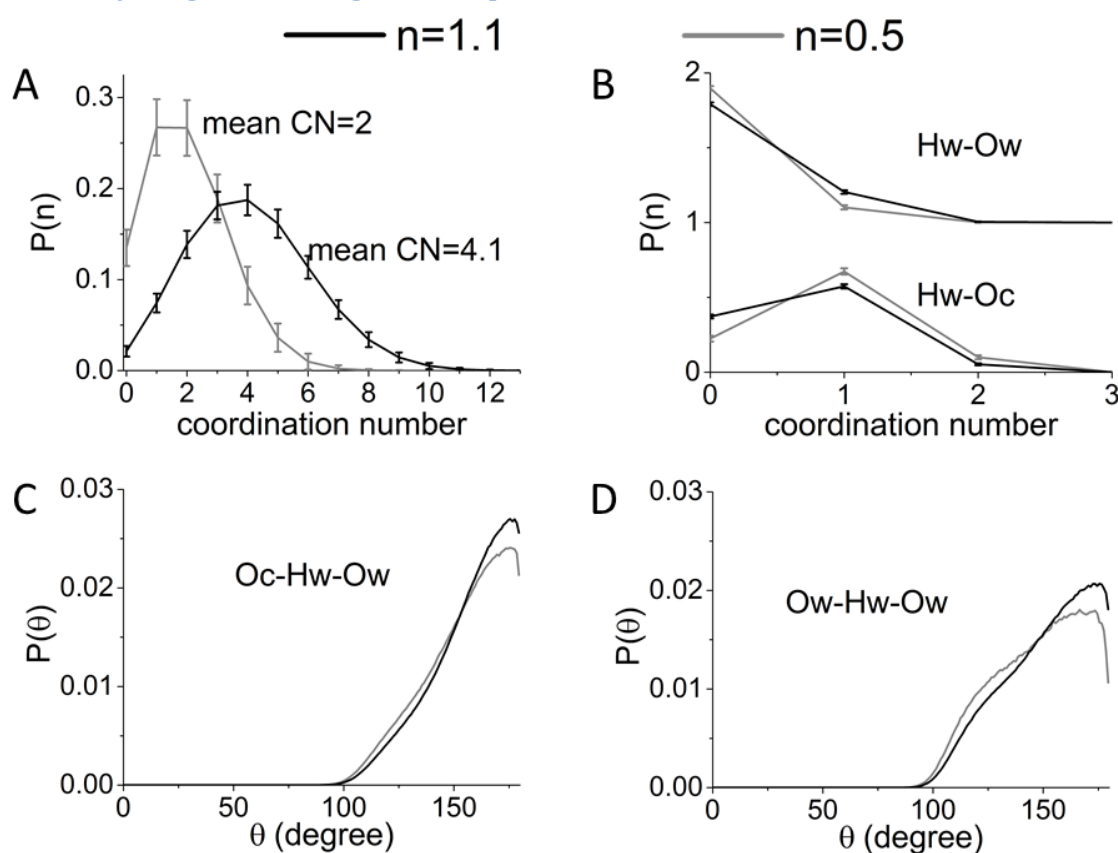 n=1.1
n=0.5
A
0.3
0.2
0.1
0.0
P(n)
mean CN=2
mean CN=4.1
0 2 4 6 8 10 12
coordination number
B
2
1
0
P(n)
Hw-Ow
Hw-Oc
0 1 2 3
coordination number
C
0.03
0.02
0.01
0.00
P(θ)
Oc-Hw-Ow
0 50 100 150
θ (degree)
D
0.03
0.02
0.01
0.00
P(θ)
Ow-Hw-Ow
0 50 100 150
θ (degree)